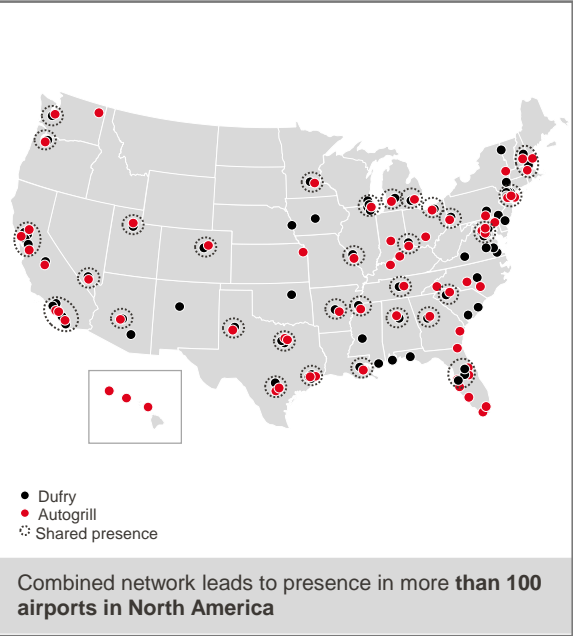 Dufry
Autogrill
Shared presence
Combined network leads to presence in more than 100
airports in North America